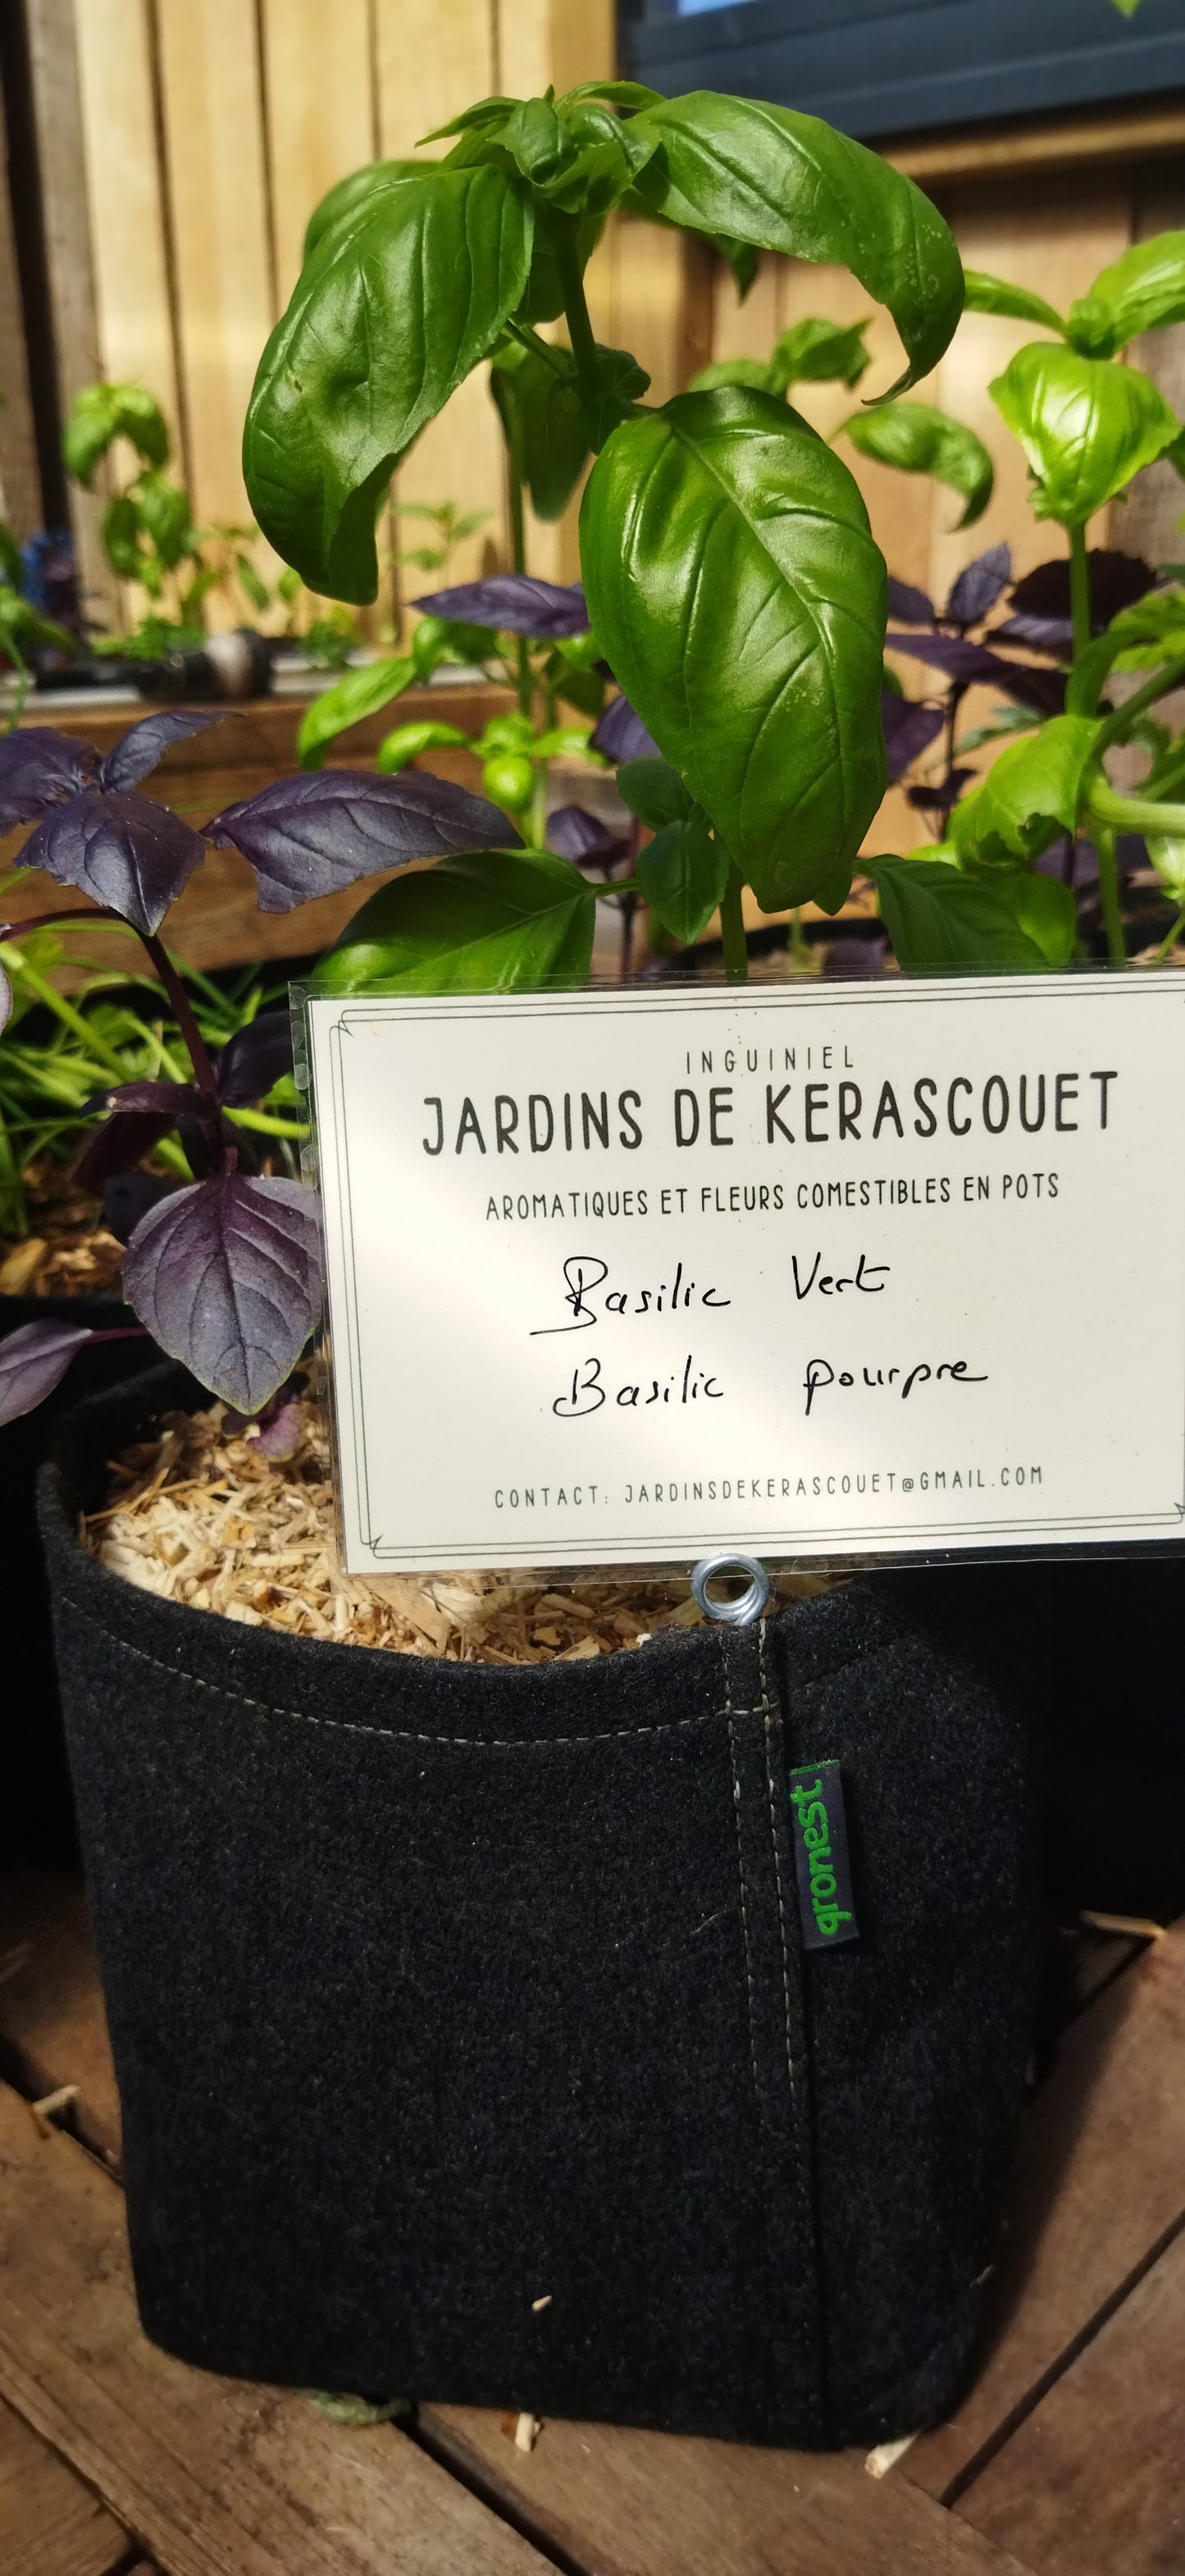 INGUINIEL
JARDINS DE KERASCOUET
AROMATIQUES ET FLEURS COMESTIBLES EN POTS
Basilic Vert
Basilic pourpre
CONTACT: JARDINSDEKERASCOUET@GMAIL.COM
gronest